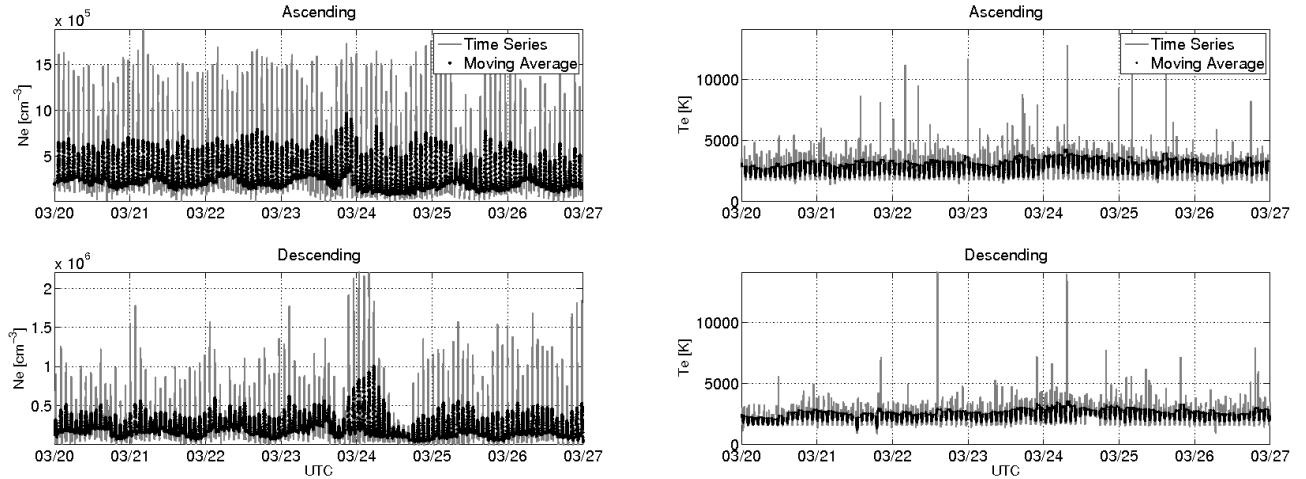 Ascending
x 10⁵
Time Series
Moving Average
15
10
5
Ne [cm⁻³]
03/20 03/21 03/22 03/23 03/24 03/25 03/26 03/27
Descending
x 10⁶
2
1.5
1
0.5
Ne [cm⁻³]
03/20 03/21 03/22 03/23 03/24 03/25 03/26 03/27
UTC
Ascending
Time Series
Moving Average
10000
5000
0
Te [K]
03/20 03/21 03/22 03/23 03/24 03/25 03/26 03/27
Descending
10000
5000
0
Te [K]
03/20 03/21 03/22 03/23 03/24 03/25 03/26 03/27
UTC